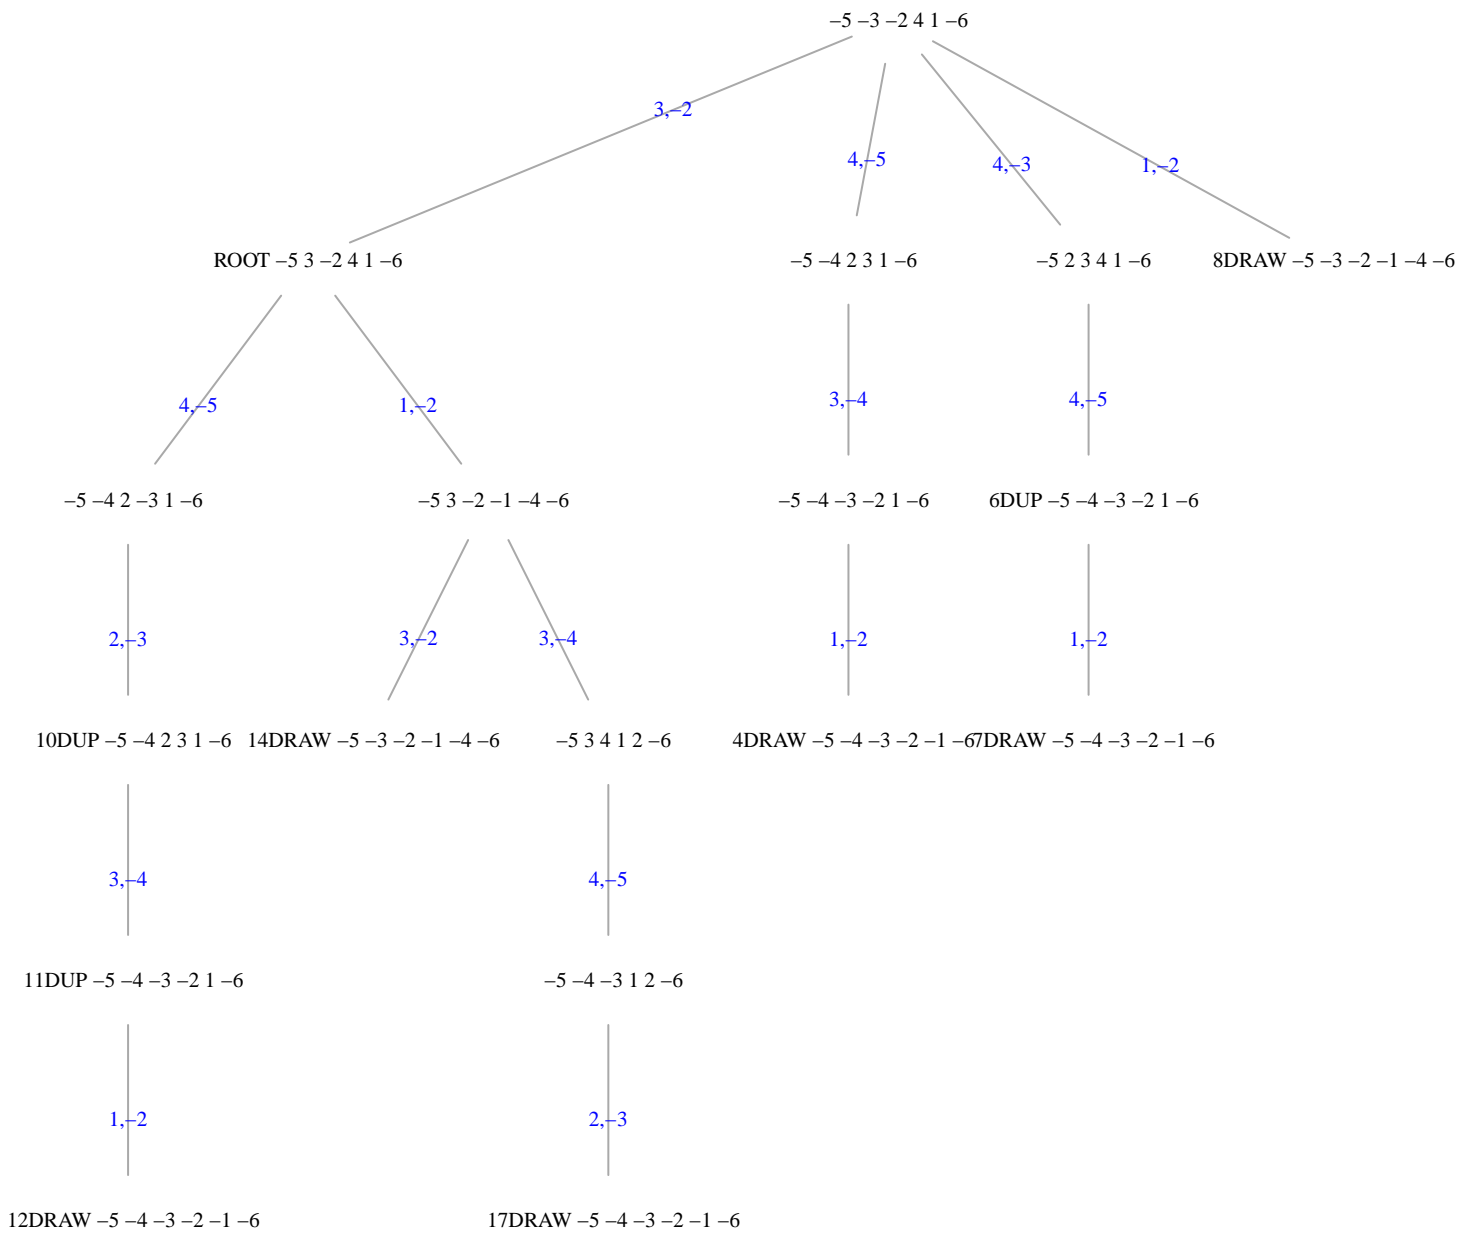 −5 −3 −2 4 1 −6
3,−2
4,−5
4,−3
1,−2
ROOT −5 3 −2 4 1 −6
−5 −4 2 3 1 −6
−5 2 3 4 1 −6
8DRAW −5 −3 −2 −1 −4 −6
4,−5
1,−2
3,−4
4,−5
−5 −4 2 −3 1 −6
−5 3 −2 −1 −4 −6
−5 −4 −3 −2 1 −6
6DUP −5 −4 −3 −2 1 −6
2,−3
3,−2
3,−4
1,−2
1,−2
10DUP −5 −4 2 3 1 −6
14DRAW −5 −3 −2 −1 −4 −6
−5 3 4 1 2 −6
4DRAW −5 −4 −3 −2 −1 −6
7DRAW −5 −4 −3 −2 −1 −6
3,−4
4,−5
11DUP −5 −4 −3 −2 1 −6
−5 −4 −3 1 2 −6
1,−2
2,−3
12DRAW −5 −4 −3 −2 −1 −6
17DRAW −5 −4 −3 −2 −1 −6